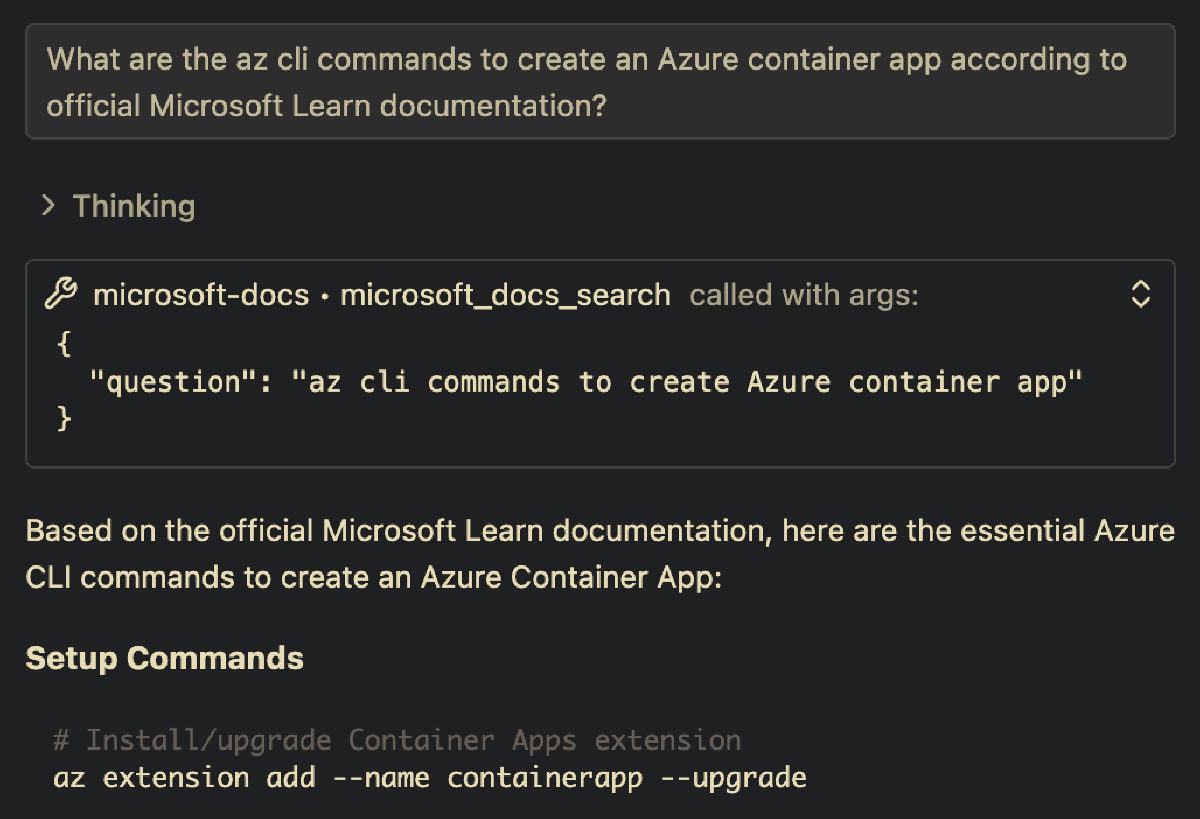 What are the az cli commands to create an Azure container app according to
official Microsoft Learn documentation?
Thinking
microsoft-docs • microsoft_docs_search called with args:
{
"question": "az cli commands to create Azure container app"
}
Based on the official Microsoft Learn documentation, here are the essential Azure
CLI commands to create an Azure Container App:
Setup Commands
# Install/upgrade Container Apps extension
az extension add --name containerapp --upgrade